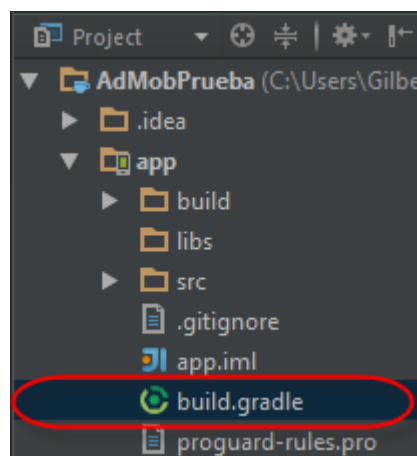 Project
AdMobPrueba (C:\Users\Gilbe
.idea
app
build
libs
src
.gitignore
app.iml
build.gradle
proguard-rules.pro